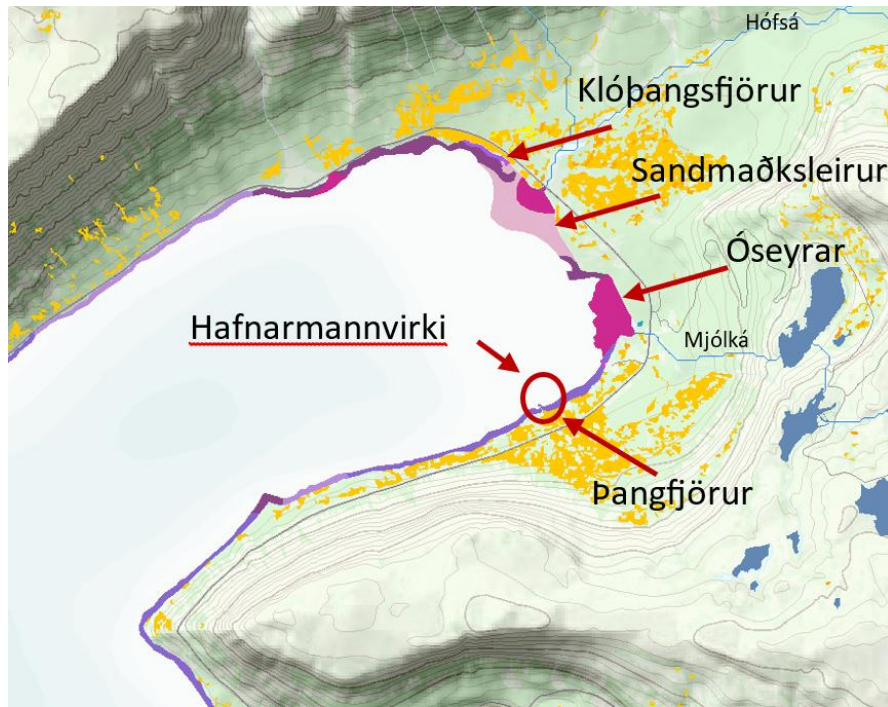 Hófsá
Klóþangsfjörur
Sandmaðksleirur
Óseyrar
Hafnarmannvirki
Mjólká
Þangfjörur